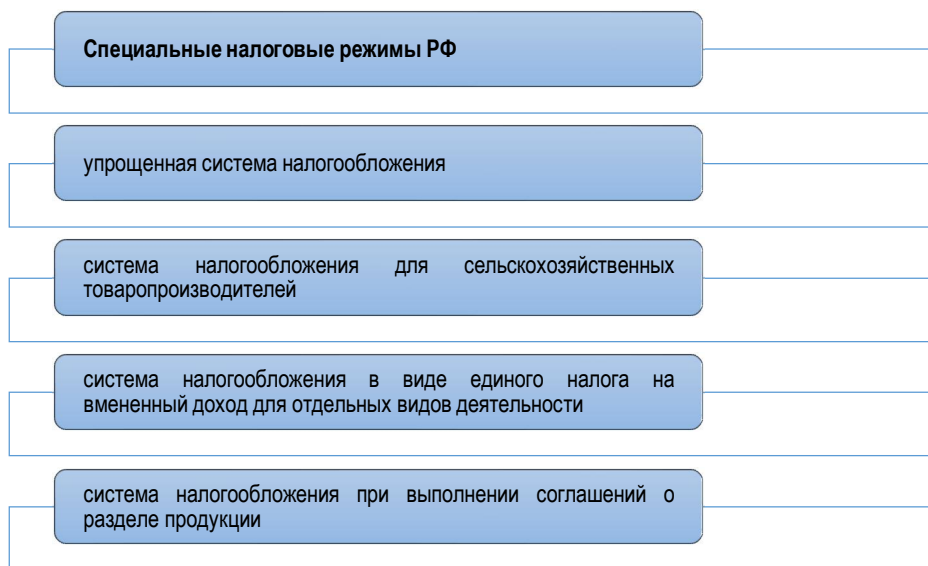 Специальные налоговые режимы РФ
упрощенная система налогообложения
система налогообложения для сельскохозяйственных
товаропроизводителей
система налогообложения в виде единого налога на
вмененный доход для отдельных видов деятельности
система налогообложения при выполнении соглашений о
разделе продукции